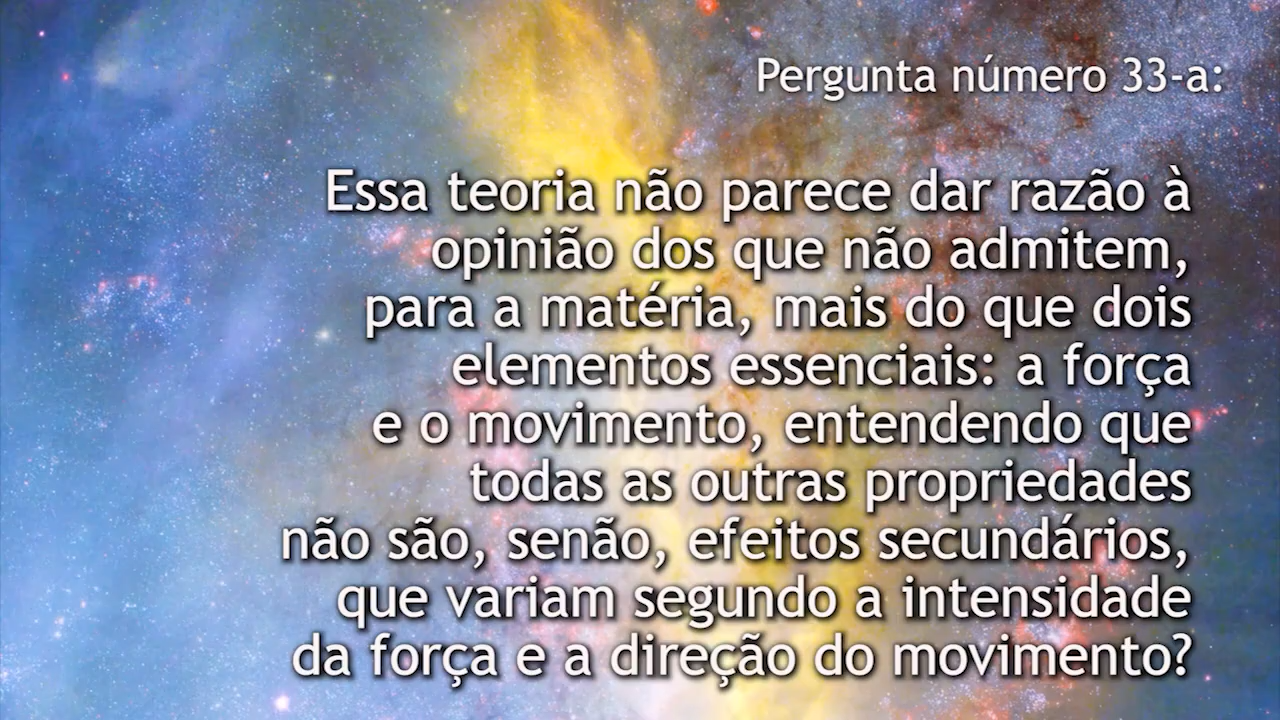 Pergunta número 33-a:
Essa teoria não parece dar razão à
opinião dos que não admitem,
para a matéria, mais do que dois
elementos essenciais: a força
e o movimento, entendendo que
todas as outras propriedades
não são, senão, efeitos secundários,
que variam segundo a intensidade
da força e a direção do movimento?